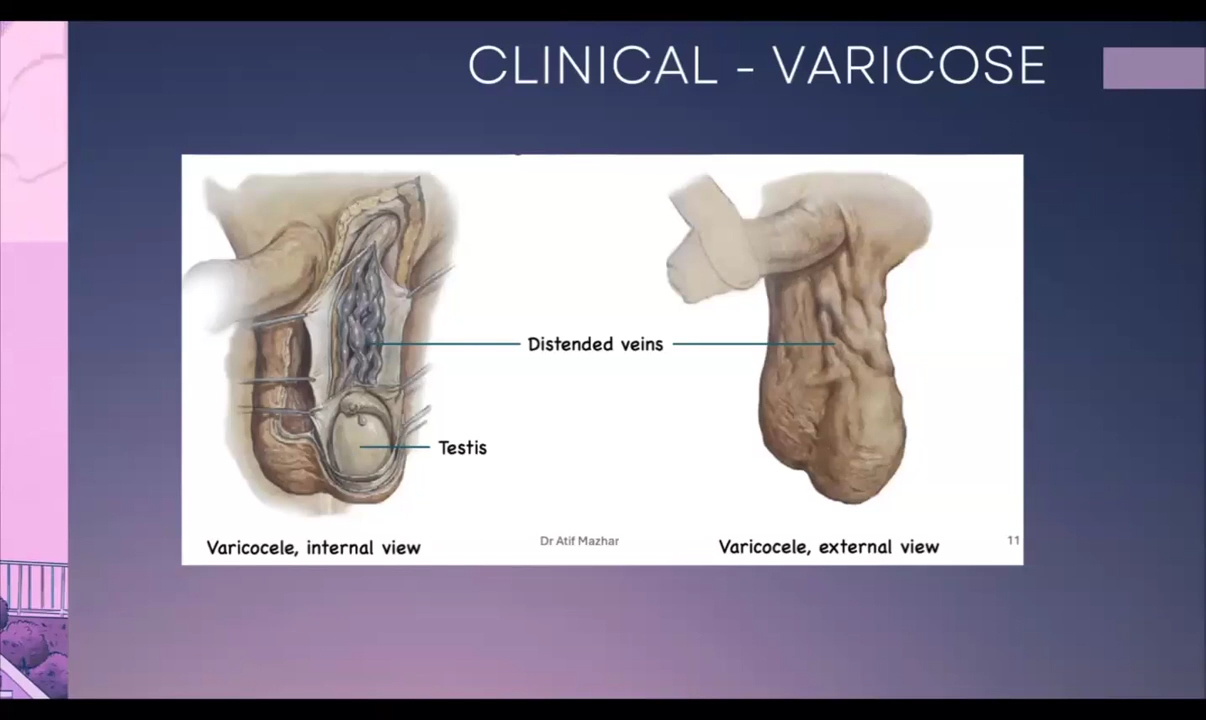 CLINICAL - VARICOSE
Distended veins
Testis
Varicocele, internal view
Dr Atif Mazhar
Varicocele, external view
11